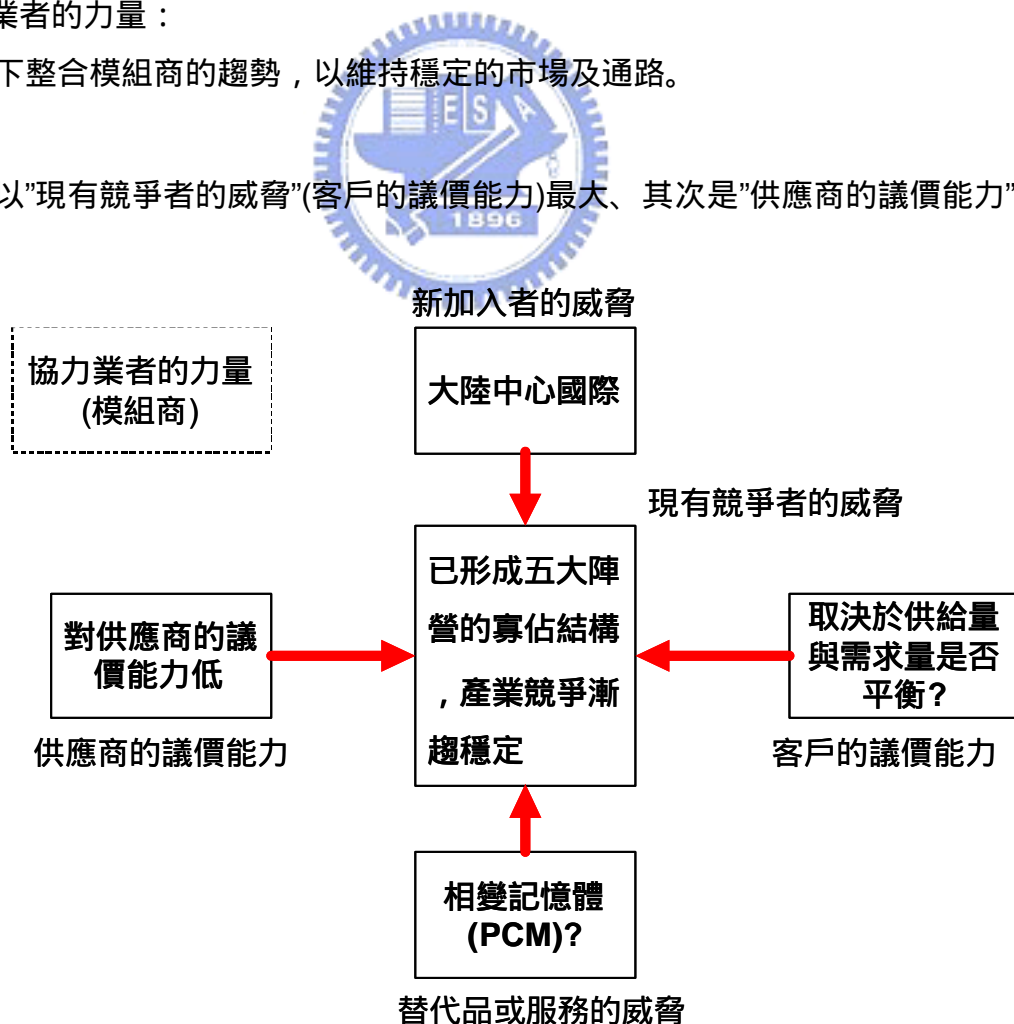 業者的力量：
下整合模組商的趨勢，以維持穩定的市場及通路。
ESA
以”現有競爭者的威脅”(客戶的議價能力)最大、其次是”供應商的議價能力”
1896
新加入者的威脅
協力業者的力量
(模組商)
大陸中心國際
現有競爭者的威脅
已形成五大陣
營的寡佔結構
，產業競爭漸
趨穩定
對供應商的議
價能力低
取決於供給量
與需求量是否
平衡?
供應商的議價能力
客戶的議價能力
相變記憶體
(PCM)?
替代品或服務的威脅